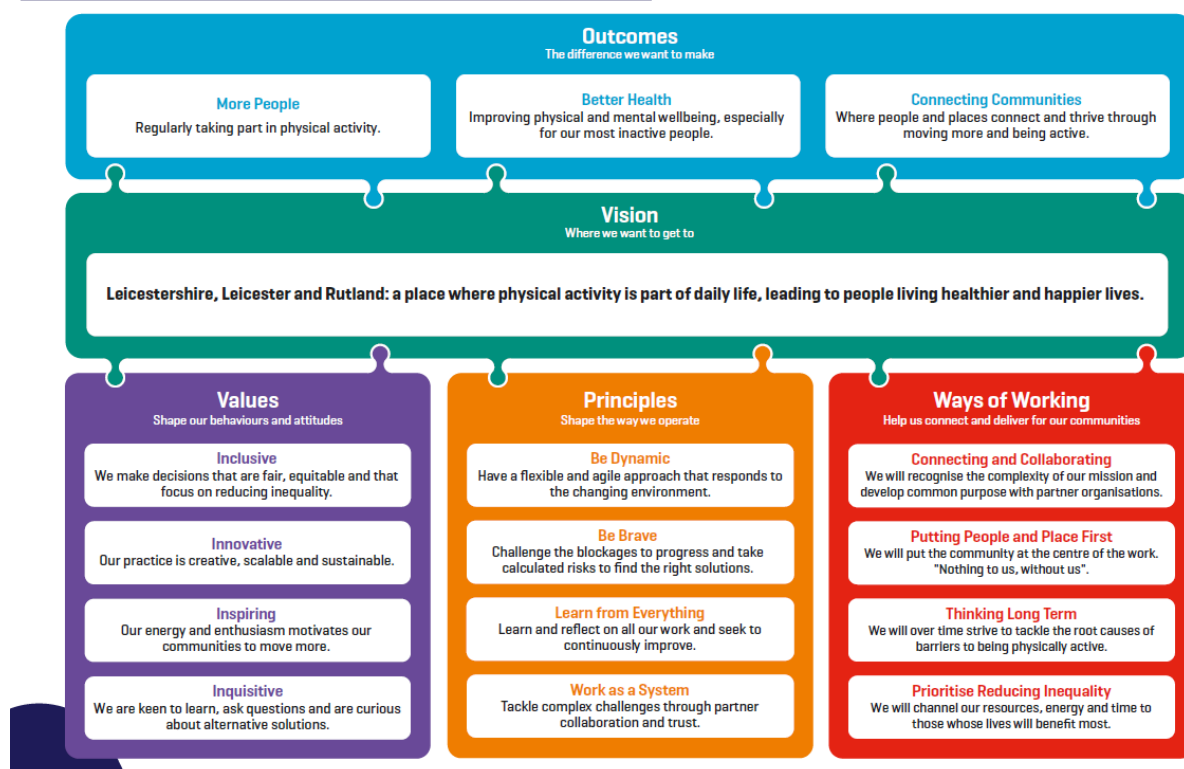 Outcomes
The difference we want to make
More People
Regularly taking part in physical activity.
Better Health
Improving physical and mental wellbeing, especially
for our most inactive people.
Connecting Communities
Where people and places connect and thrive through
moving more and being active.
Vision
Where we want to get to
Leicestershire, Leicester and Rutland: a place where physical activity is part of daily life, leading to people living healthier and happier lives.
Values
Shape our behaviours and attitudes
Inclusive
We make decisions that are fair, equitable and that
focus on reducing inequality.
Innovative
Our practice is creative, scalable and sustainable.
Inspiring
Our energy and enthusiasm motivates our
communities to move more.
Inquisitive
We are keen to learn, ask questions and are curious
about alternative solutions.
Principles
Shape the way we operate
Be Dynamic
Have a flexible and agile approach that responds to
the changing environment.
Be Brave
Challenge the blockages to progress and take
calculated risks to find the right solutions.
Learn from Everything
Learn and reflect on all our work and seek to
continuously improve.
Work as a System
Tackle complex challenges through partner
collaboration and trust.
Ways of Working
Help us connect and deliver for our communities
Connecting and Collaborating
We will recognise the complexity of our mission and
develop common purpose with partner organisations.
Putting People and Place First
We will put the community at the centre of the work.
"Nothing to us, without us".
Thinking Long Term
We will over time strive to tackle the root causes of
barriers to being physically active.
Prioritise Reducing Inequality
We will channel our resources, energy and time to
those whose lives will benefit most.